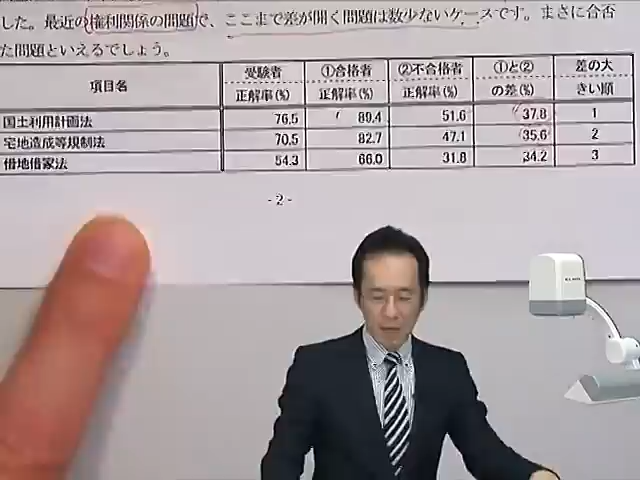 した。最近の権利関係の問題で、ここまで差が開く問題は数少ないケースです。まさに合否
た問題といえるでしょう。
項目名 受験者 正解率(%) ①合格者 正解率(%) ②不合格者 正解率(%) ①と② の差(%) 差の大きい順
国土利用計画法 76.5 89.4 51.6 37.8 1
宅地造成等規制法 70.5 82.7 47.1 35.6 2
借地借家法 54.3 66.0 31.8 34.2 3
-2-